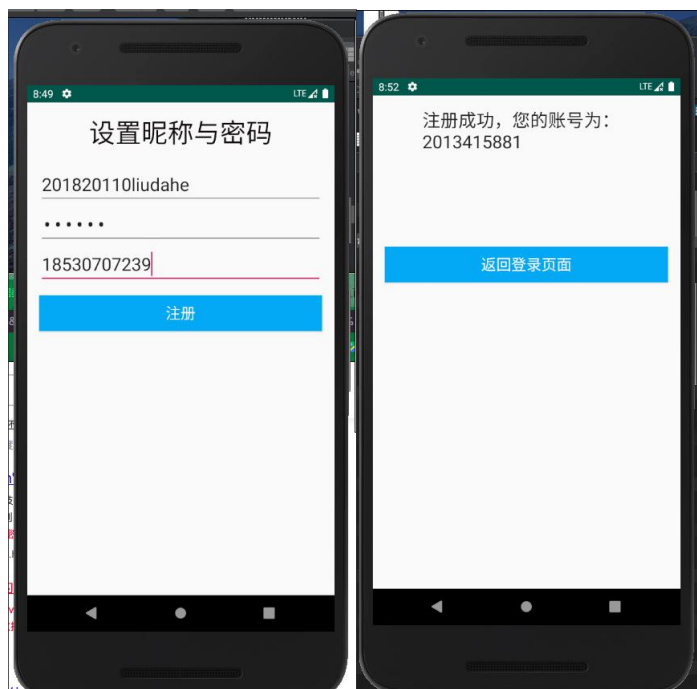 8:49
LTE
设置昵称与密码
201820110liudahe
••••••
18530707239
注册
8:52
LTE
注册成功，您的账号为：
2013415881
返回登录页面